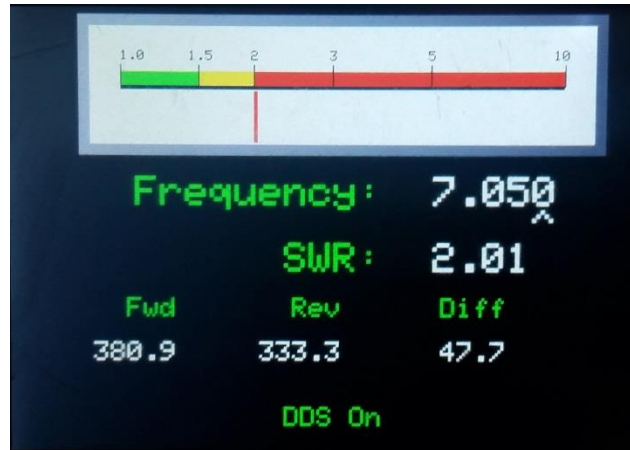 1.0 1.5 2 3 5 10
Frequency: 7.050
SWR: 2.01
Fwd Rev Diff
380.9 333.3 47.7
DDS On